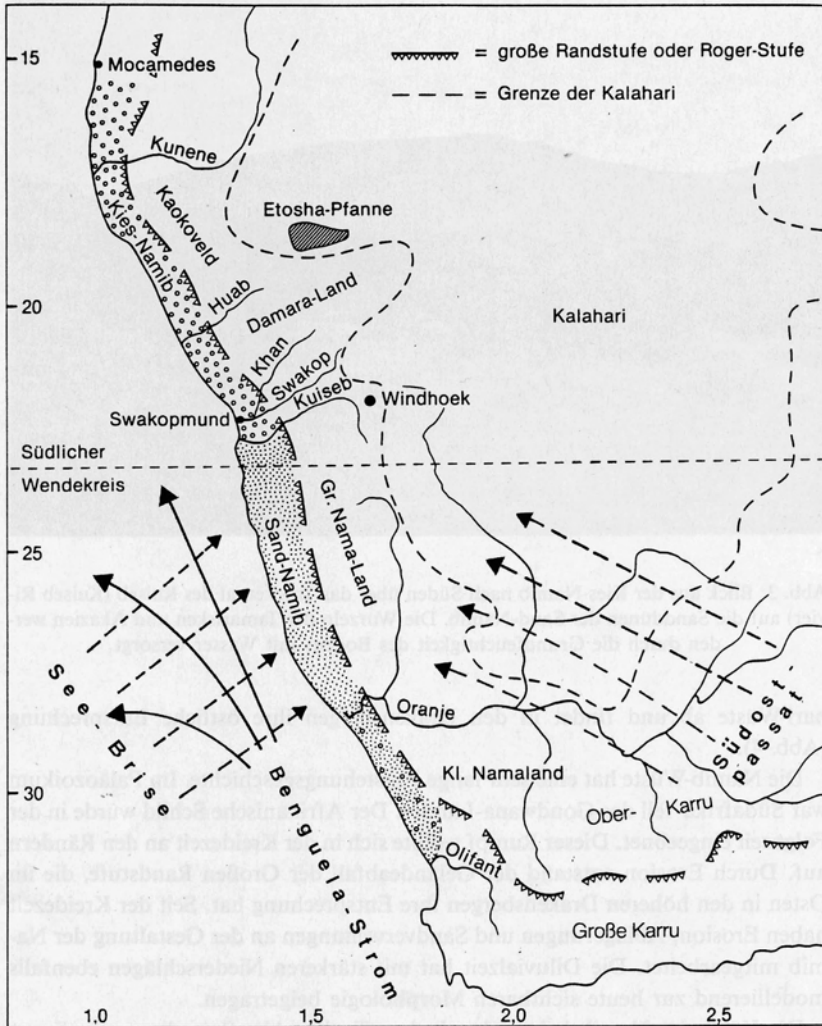 15
Mocamedes
= große Randstufe oder Roger-Stufe
= Grenze der Kalahari
Kunene
Kaokoveld
Kies-Namib
Etosha-Pfanne
20
Huab
Damara-Land
Kalahari
Khan
Swakop
Kuiseb
Windhoek
Swakopmund
Südlicher
Wendekreis
Gr. Nama-Land
Sand-Namib
25
See Brise
Oranje
Südost
passat
Benguela-Strom
30
Kl. Namaland
Ober-Karru
Olifant
Große Karru
1,0
1,5
2,0
2,5